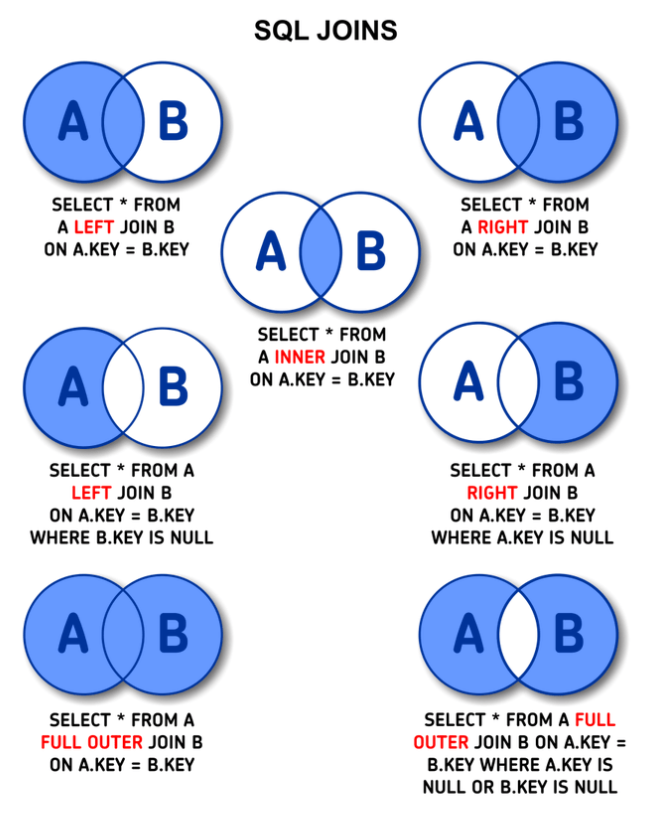 SQL JOINS
A B
SELECT * FROM
A LEFT JOIN B
ON A.KEY = B.KEY
A B
SELECT * FROM
A RIGHT JOIN B
ON A.KEY = B.KEY
A B
SELECT * FROM
A INNER JOIN B
ON A.KEY = B.KEY
A B
SELECT * FROM A
LEFT JOIN B
ON A.KEY = B.KEY
WHERE B.KEY IS NULL
A B
SELECT * FROM A
RIGHT JOIN B
ON A.KEY = B.KEY
WHERE A.KEY IS NULL
A B
SELECT * FROM A
FULL OUTER JOIN B
ON A.KEY = B.KEY
A B
SELECT * FROM A FULL
OUTER JOIN B ON A.KEY =
B.KEY WHERE A.KEY IS
NULL OR B.KEY IS NULL